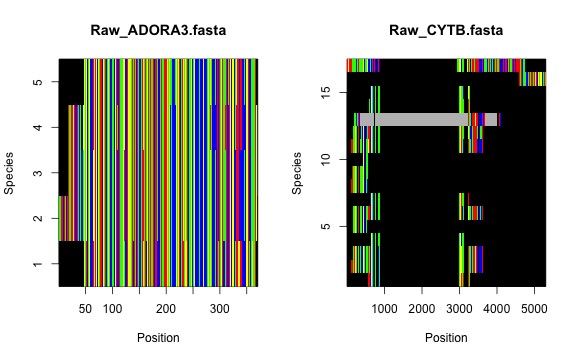 Raw_ADORA3.fasta
Species
5
4
3
2
1
50 100 200 300
Position
Raw_CYTB.fasta
Species
15
10
5
1000 2000 3000 4000 5000
Position